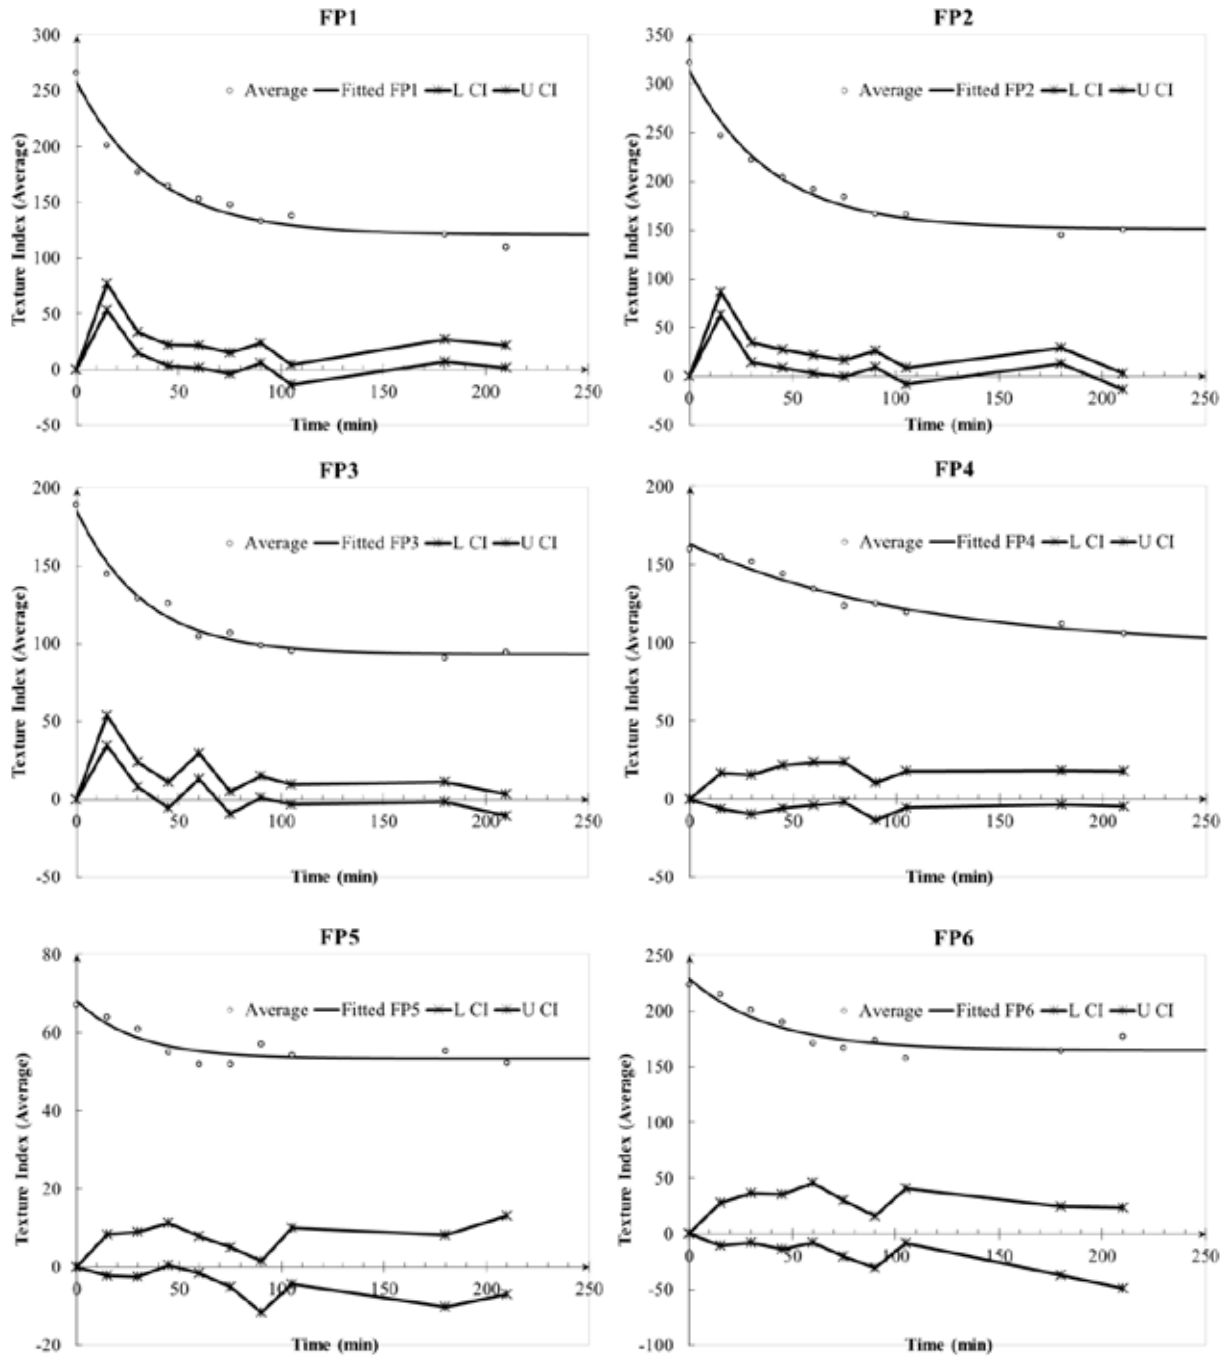 FP1
300
250
200
150
100
50
0
-50
Texture Index (Average)
Average Fitted FP1 L CI U CI
0 50 100 150 200 250
Time (min)
FP2
350
300
250
200
150
100
50
0
-50
Texture Index (Average)
Average Fitted FP2 L CI U CI
0 50 100 150 200 250
Time (min)
FP3
200
150
100
50
0
-50
Texture Index (Average)
Average Fitted FP3 L CI U CI
0 50 100 150 200 250
Time (min)
FP4
200
150
100
50
0
-50
Texture Index (Average)
Average Fitted FP4 L CI U CI
0 50 100 150 200 250
Time (min)
FP5
80
60
40
20
0
-20
Texture Index (Average)
Average Fitted FP5 L CI U CI
0 50 100 150 200 250
Time (min)
FP6
250
200
150
100
50
0
-50
-100
Texture Index (Average)
Average Fitted FP6 L CI U CI
0 50 100 150 200 250
Time (min)